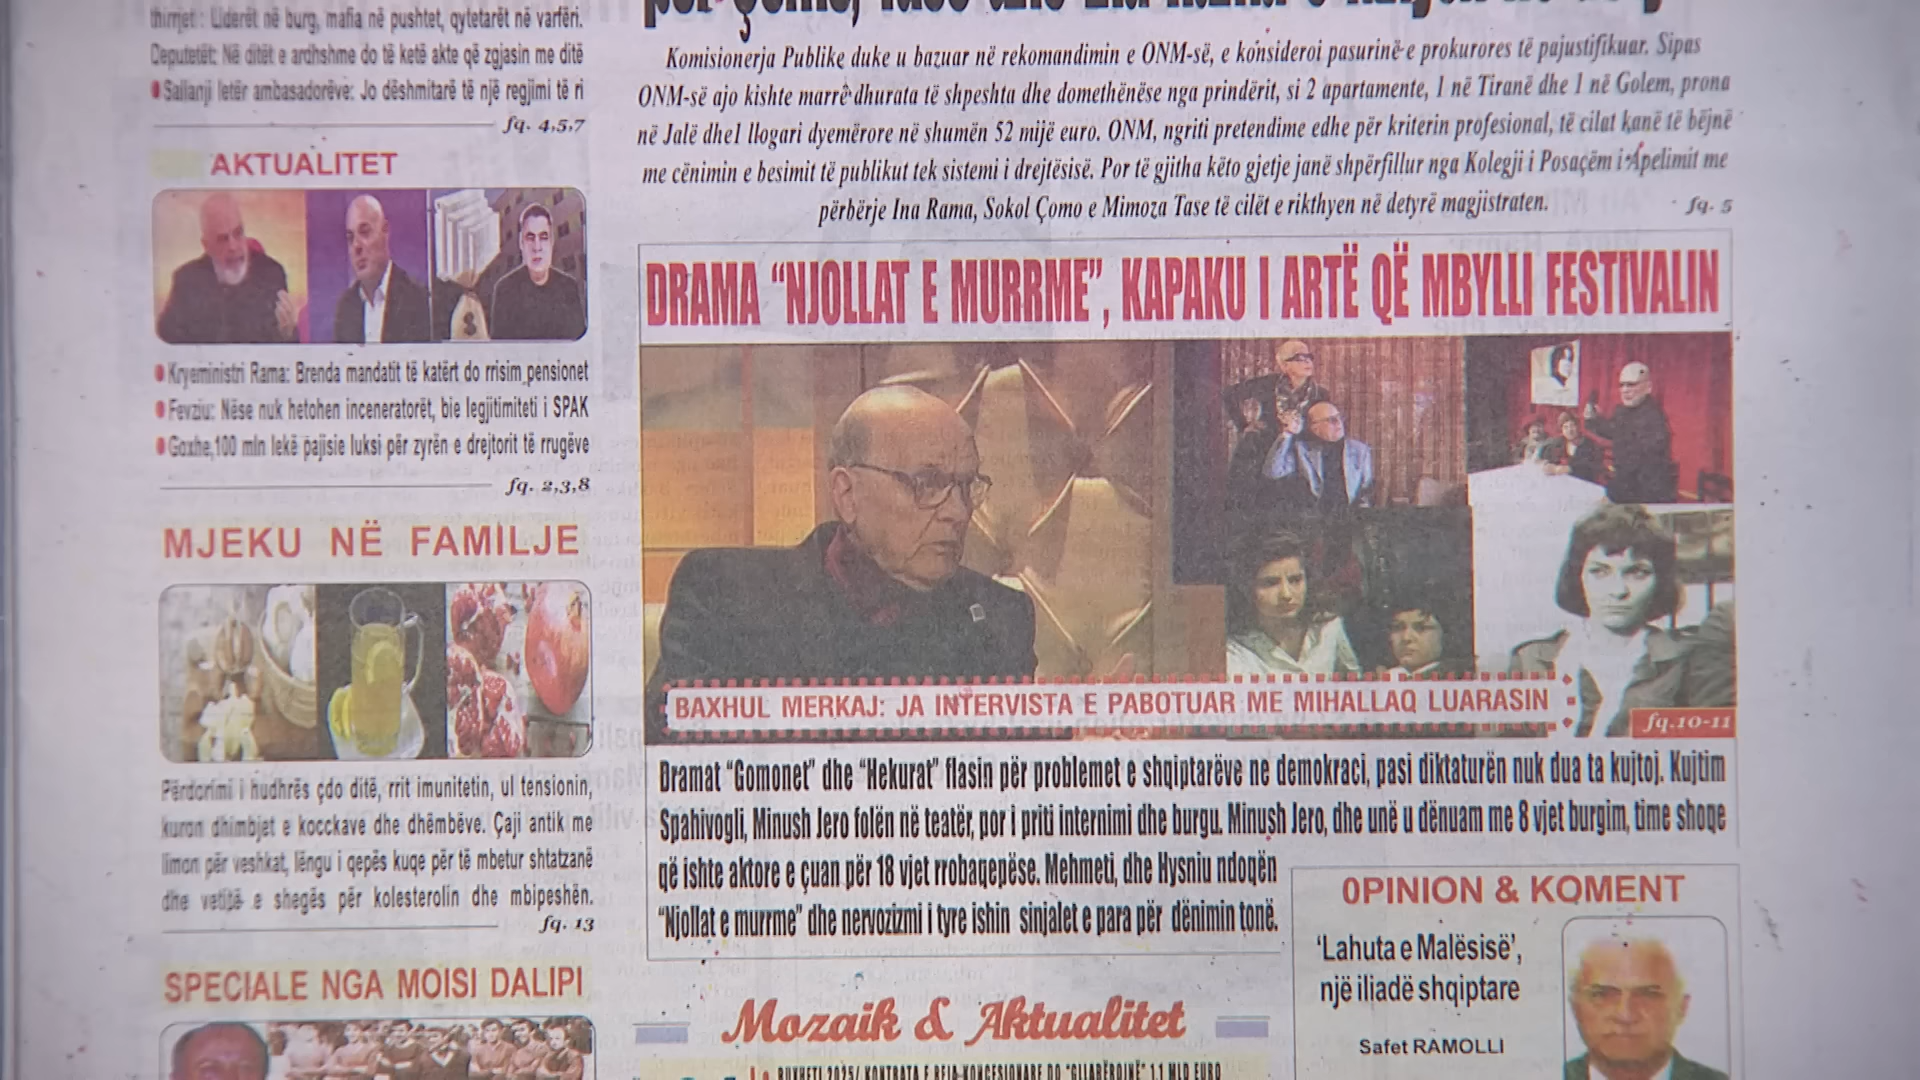 thirrjet : Liderët në burg, mafia në pushtet, qytetarët në varfëri.
Deputetët: Në ditët e ardhshme do të ketë akte që zgjasin me ditë
Salianji letër ambasadorëve: Jo dëshmitarë të një regjimi të ri
fq. 4,5,7
AKTUALITET
Kryeministri Rama: Brenda mandatit të katërt do rrisim pensionet
Fevziu: Nëse nuk hetohen inceneratorët, bie legjitimiteti i SPAK
Goxhe, 100 mln lekë pajisie luksi për zyrën e drejtorit të rrugëve
fq. 2,3,8
MJEKU NË FAMILJE
Përdorimi i hudhrës çdo ditë, rrit imunitetin, ul tensionin,
kuron dhimbjet e kocckave dhe dhëmbëve. Çaji antik me
limon për veshkat, lëngu i qepës kuqe për të mbetur shtatzanë
dhe vetitë e shegës për kolesterolin dhe mbipeshën.
fq. 13
SPECIALE NGA MOISI DALIPI
Komisionerja Publike duke u bazuar në rekomandimin e ONM-së, e konsideroi pasurinë e prokurores të pajustifikuar. Sipas
ONM-së ajo kishte marrë dhurata të shpeshta dhe domethënëse nga prindërit, si 2 apartamente, 1 në Tiranë dhe 1 në Golem, prona
në Jalë dhe1 llogari dyemërore në shumën 52 mijë euro. ONM, ngriti pretendime edhe për kriterin profesional, të cilat kanë të bëjnë
me cënimin e besimit të publikut tek sistemi i drejtësisë. Por të gjitha këto gjetje janë shpërfillur nga Kolegji i Posaçëm i Apelimit me
përbërje Ina Rama, Sokol Çomo e Mimoza Tase të cilët e rikthyen në detyrë magjistraten.
fq. 5
DRAMA “NJOLLAT E MURRME”, KAPAKU I ARTË QË MBYLLI FESTIVALIN
BAXHUL MERKAJ: JA INTERVISTA E PABOTUAR ME MIHALLAQ LUARASIN
fq.10-11
Dramat “Gomonet” dhe “Hekurat” flasin për problemet e shqiptarëve ne demokraci, pasi diktaturën nuk dua ta kujtoj. Kujtim
Spahivogli, Minush Jero folën në teatër, por i priti internimi dhe burgu. Minush Jero, dhe unë u dënuam me 8 vjet burgim, time shoqe
që ishte aktore e çuan për 18 vjet rrobaqepëse. Mehmeti, dhe Hysniu ndoqën
“Njollat e murrme” dhe nervozizmi i tyre ishin sinjalet e para për dënimin tonë.
Mozaik & Aktualitet
BUXHETI 2025/ KONTRATA E REJA KONCESIONARE DO “GLLABËROJNË” 11 MLD EURO
OPINION & KOMENT
‘Lahuta e Malësisë’,
një iliadë shqiptare
Safet RAMOLLI